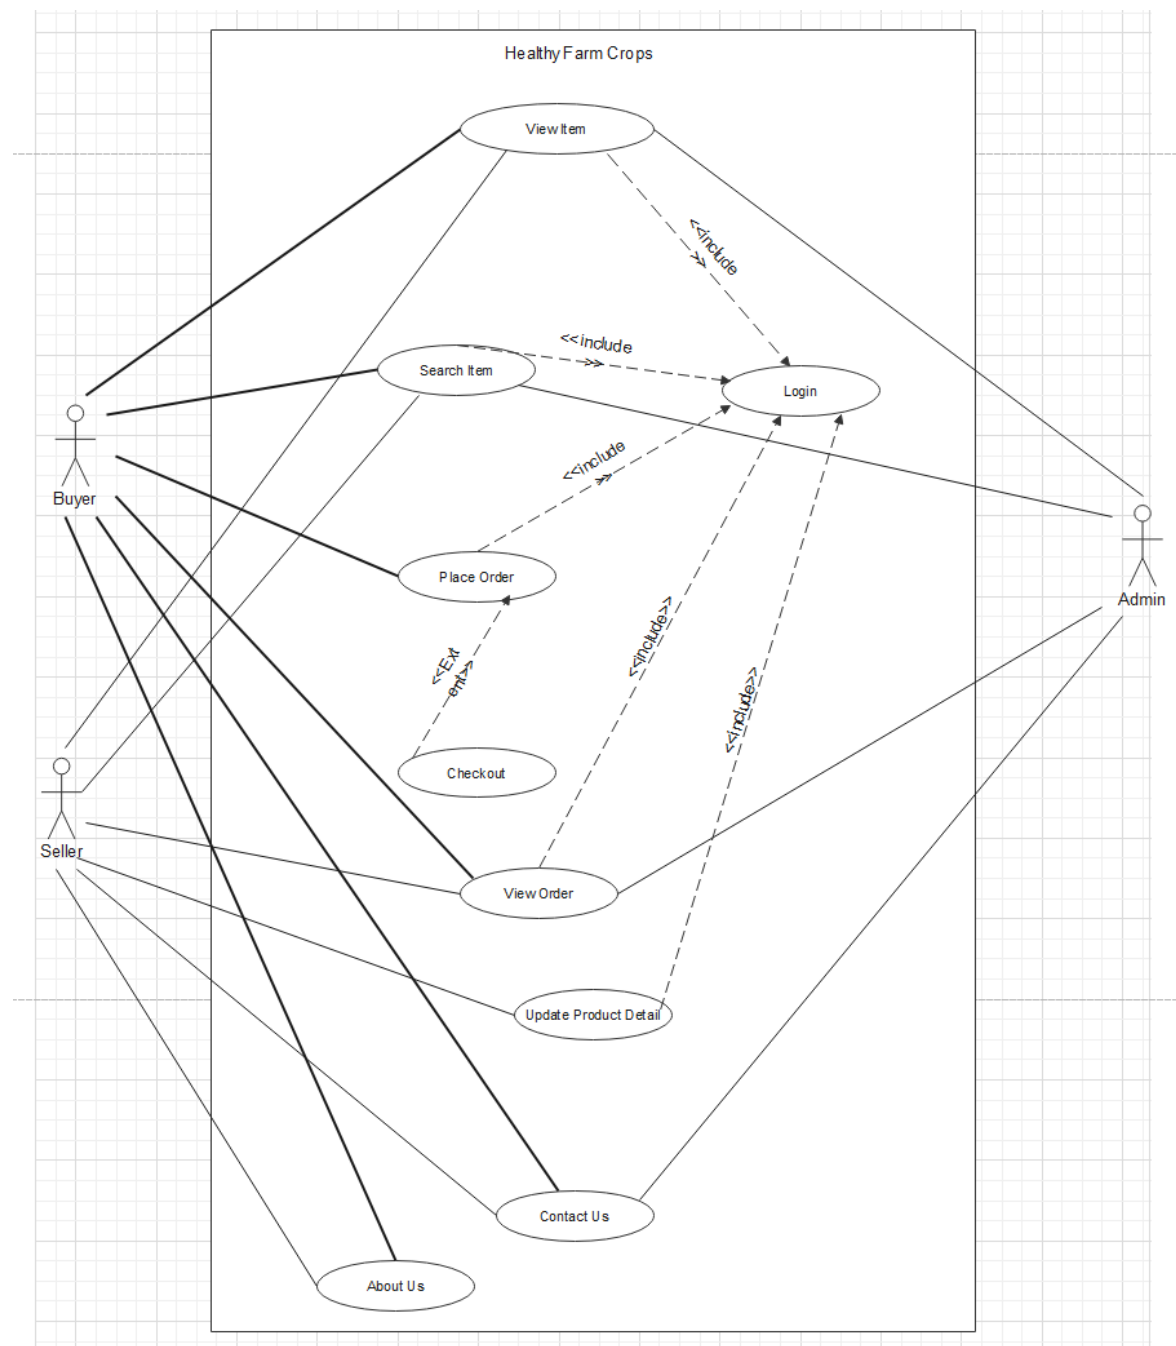 Healthy Farm Crops
View Item
<<include
>>
<<include
>>
Search Item
Login
<<include
>>
Buyer
Place Order
Admin
<<include>>
<<Ext
ent>>
<<include>>
Checkout
Seller
View Order
Update Product Detail
Contact Us
About Us